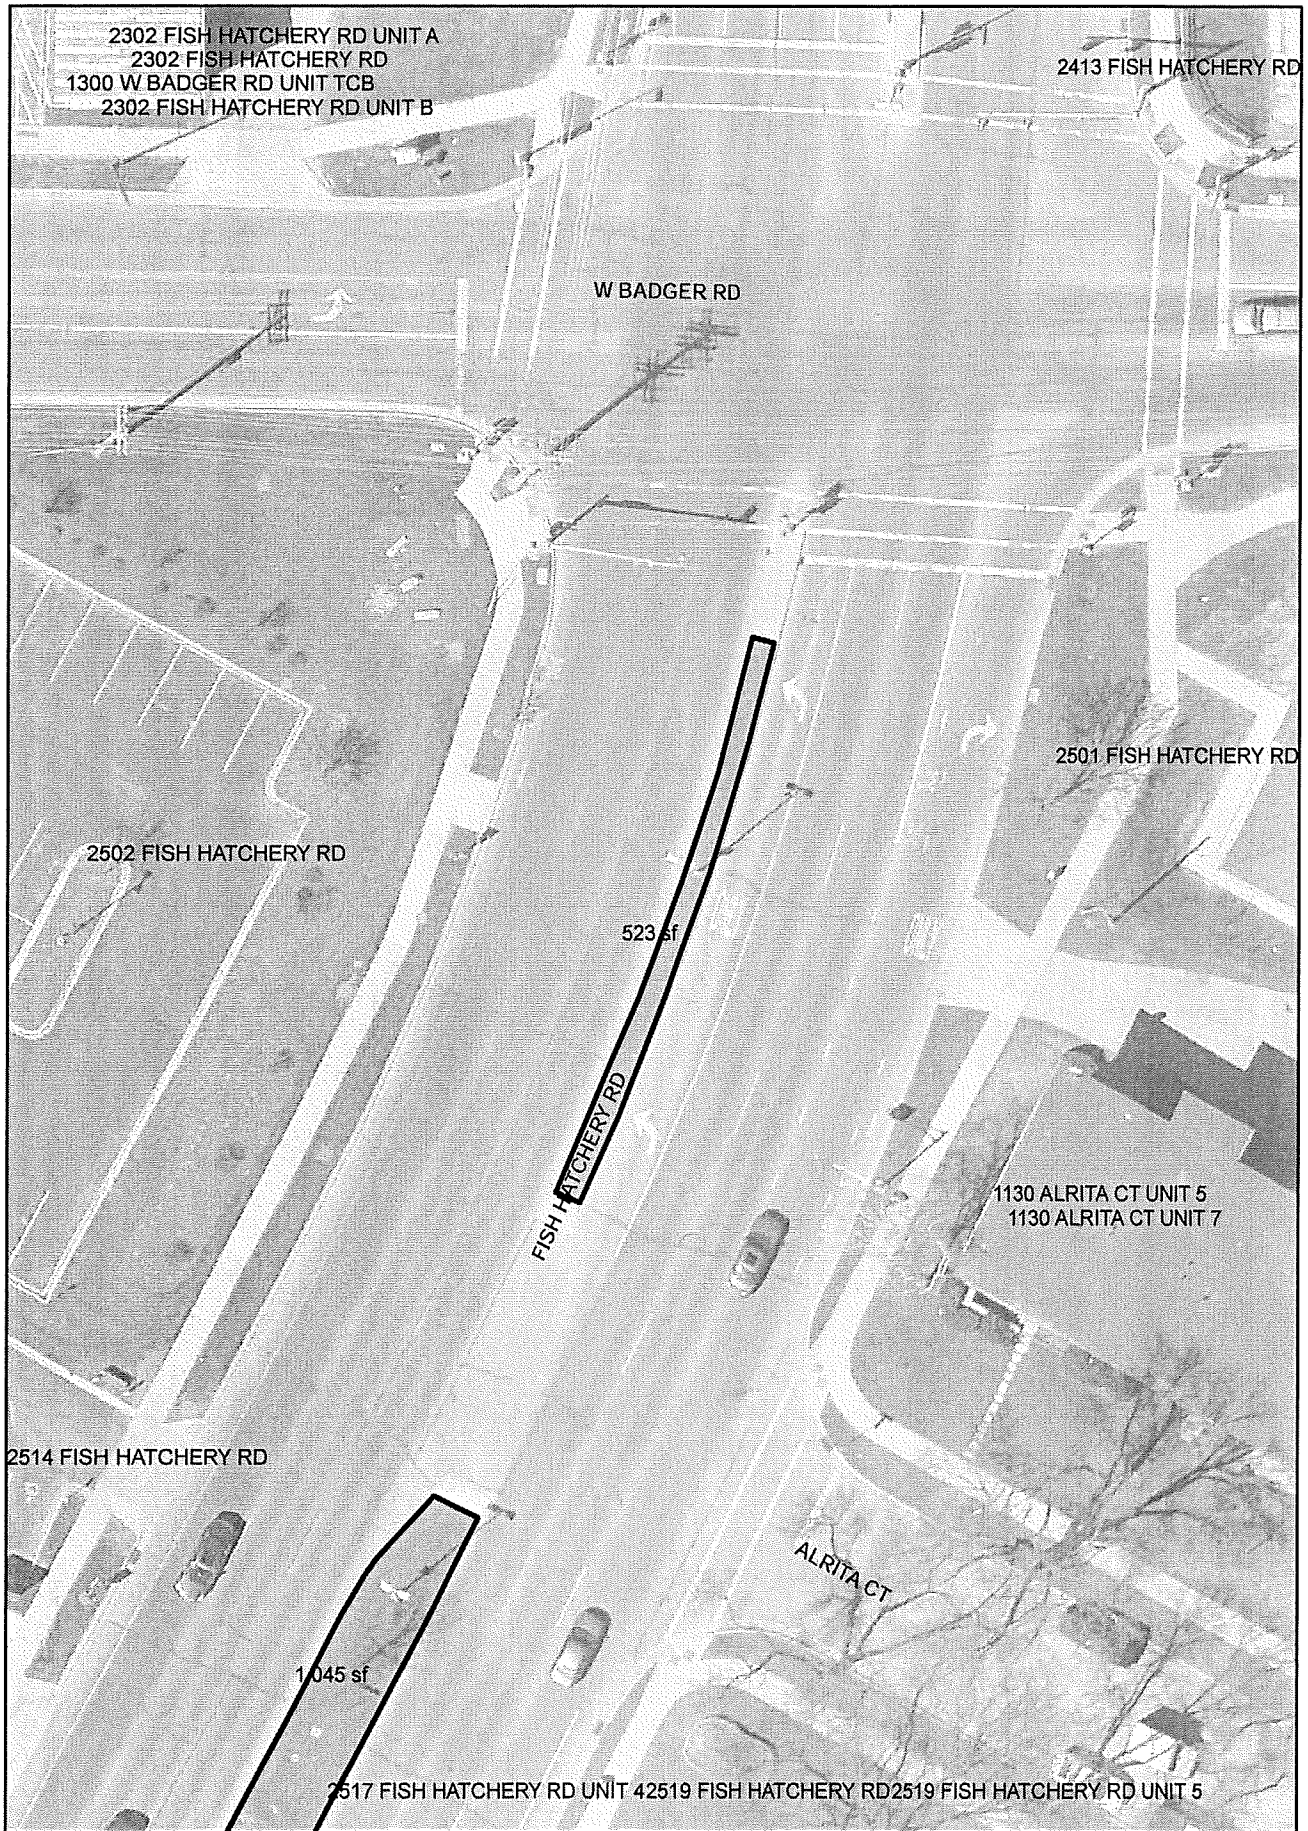 2302 FISH HATCHERY RD UNIT A
2302 FISH HATCHERY RD
1300 W BADGER RD UNIT TCB
2302 FISH HATCHERY RD UNIT B
2413 FISH HATCHERY RD
W BADGER RD
2501 FISH HATCHERY RD
2502 FISH HATCHERY RD
523 sf
FISH HATCHERY RD
1130 ALRITA CT UNIT 5
1130 ALRITA CT UNIT 7
2514 FISH HATCHERY RD
ALRITA CT
1,045 sf
2517 FISH HATCHERY RD UNIT 42519 FISH HATCHERY RD2519 FISH HATCHERY RD UNIT 5